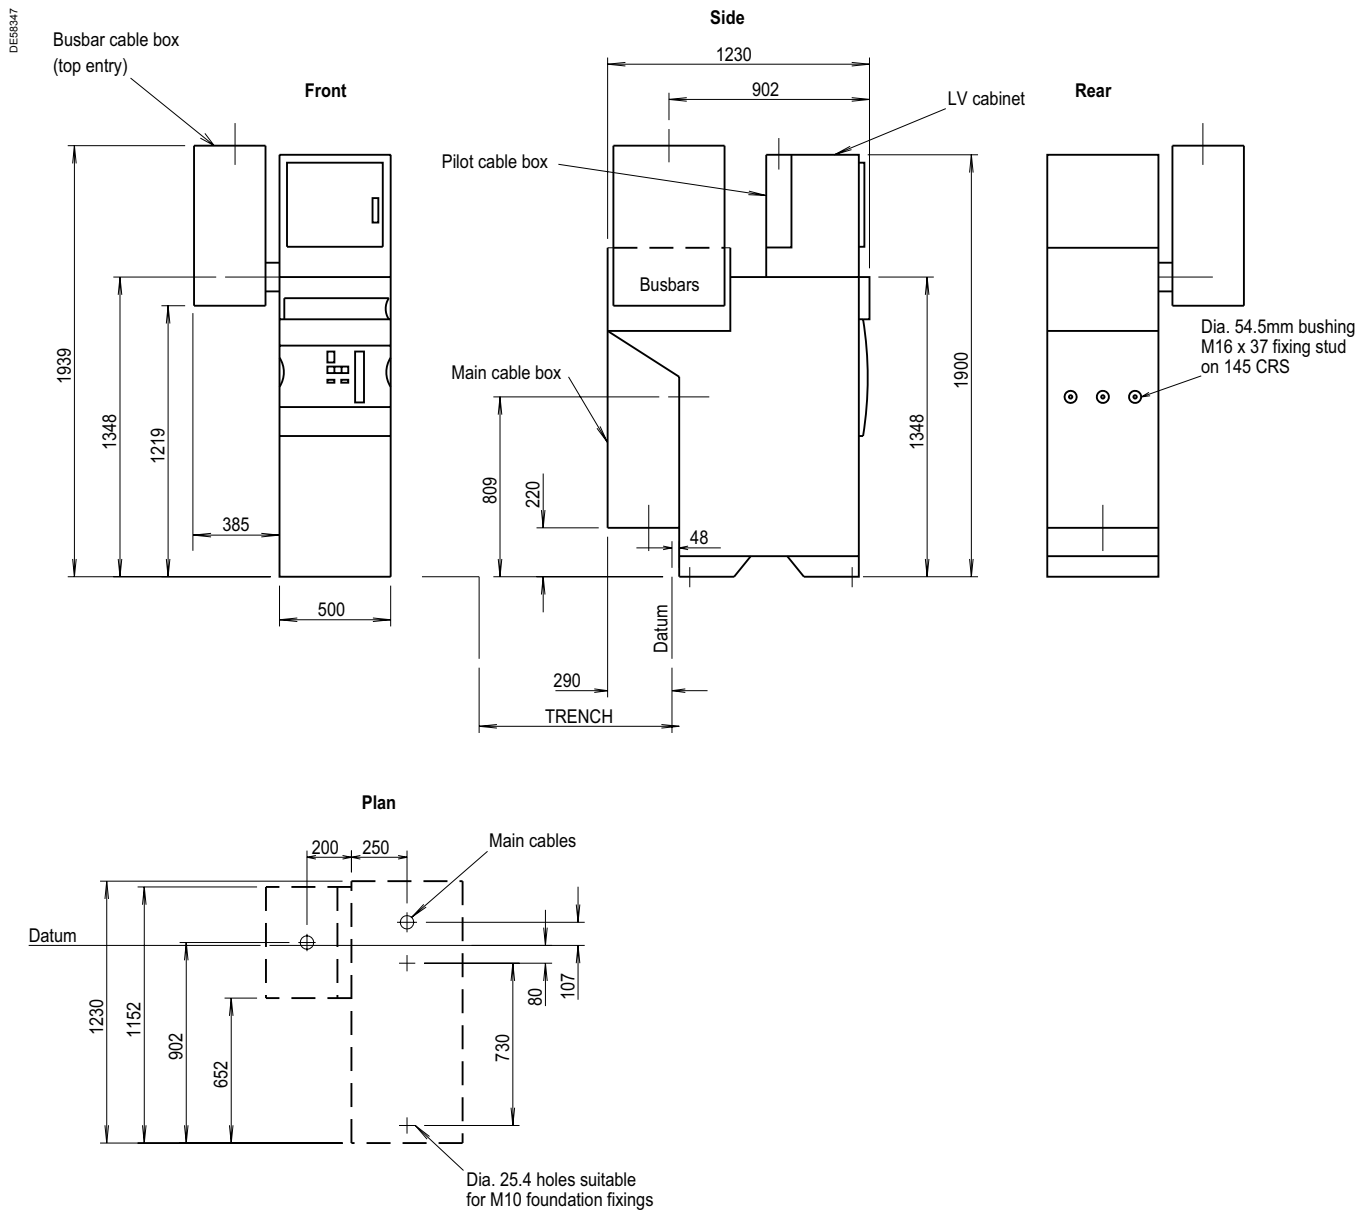 DE58347
Side
Busbar cable box
(top entry)
1230
Front
902
LV cabinet
Rear
Pilot cable box
Busbars
Dia. 54.5mm bushing
M16 x 37 fixing stud
on 145 CRS
1939
1348
1219
Main cable box
1900
1348
809
220
385
48
500
Datum
290
TRENCH
Plan
200
250
Main cables
Datum
1230
1152
902
652
730
80
107
Dia. 25.4 holes suitable
for M10 foundation fixings